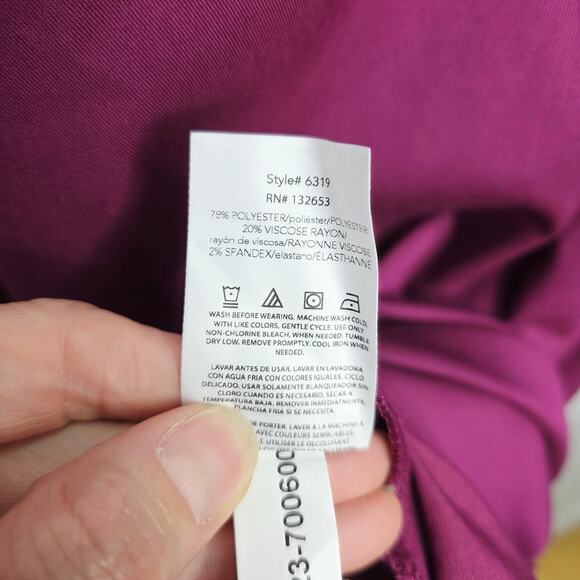 Style# 6319
RN# 132653
78% POLYESTER/poliéster/POLYESTER
20% VISCOSE RAYON/
rayón de viscosa/RAYONNE VISCOSE
2% SPANDEX/elastano/ÉLASTHANNE
WASH BEFORE WEARING. MACHINE WASH COLD,
WITH LIKE COLORS, GENTLE CYCLE. USE ONLY
NON-CHLORINE BLEACH, WHEN NEEDED. TUMBLE
DRY LOW. REMOVE PROMPTLY. COOL IRON WHEN
NEEDED.
LAVAR ANTES DE USAR. LAVAR EN LAVADORA
CON AGUA FRIA CON COLORES IGUALES. CICLO
DELICADO. USAR SOLAMENTE BLANQUEADOR SIN
CLORO CUANDO ES NECESARIO. SECAR A
TEMPERATURA BAJA. REMOVER INMEDIATAMENTE.
PLANCHA FRIA SI SE NECESITA.
DE PORTER. LAVER À LA MACHINE À
AVEC COULEURS SEMBLABLES.
UTILISER LE DECOLORANT
23-700600